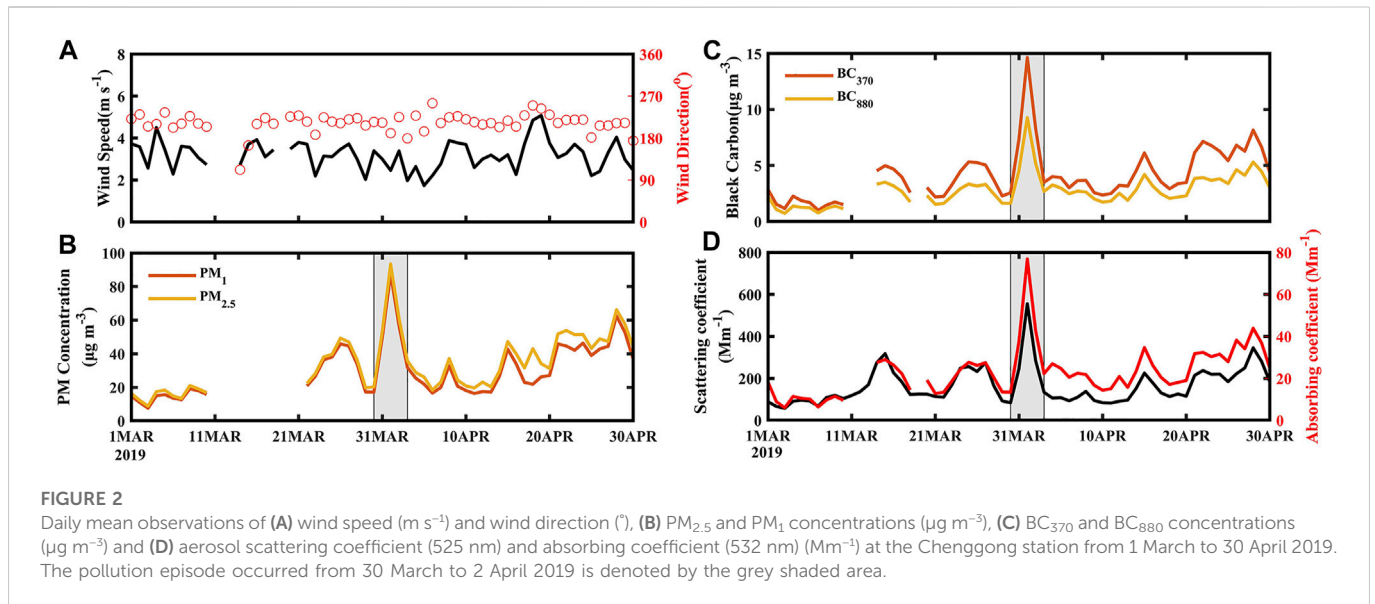 A
Wind Speed(m s⁻¹)
8
6
4
2
0
360
270
180
90
0
Wind Direction(°)
B
PM Concentration
(µg m⁻³)
100
80
60
40
20
0
PM₁
PM₂.₅
1MAR
2019
11MAR
21MAR
31MAR
10APR
20APR
30APR
C
Black Carbon(µg m⁻³)
15
10
5
0
BC₃₇₀
BC₈₈₀
D
Scattering coefficient
(Mm⁻¹)
800
600
400
200
0
80
60
40
20
0
Absorbing coefficient (Mm⁻¹)
1MAR
2019
11MAR
21MAR
31MAR
10APR
20APR
30APR
FIGURE 2
Daily mean observations of (A) wind speed (m s⁻¹) and wind direction (°), (B) PM₂.₅ and PM₁ concentrations (µg m⁻³), (C) BC₃₇₀ and BC₈₈₀ concentrations
(µg m⁻³) and (D) aerosol scattering coefficient (525 nm) and absorbing coefficient (532 nm) (Mm⁻¹) at the Chenggong station from 1 March to 30 April 2019.
The pollution episode occurred from 30 March to 2 April 2019 is denoted by the grey shaded area.